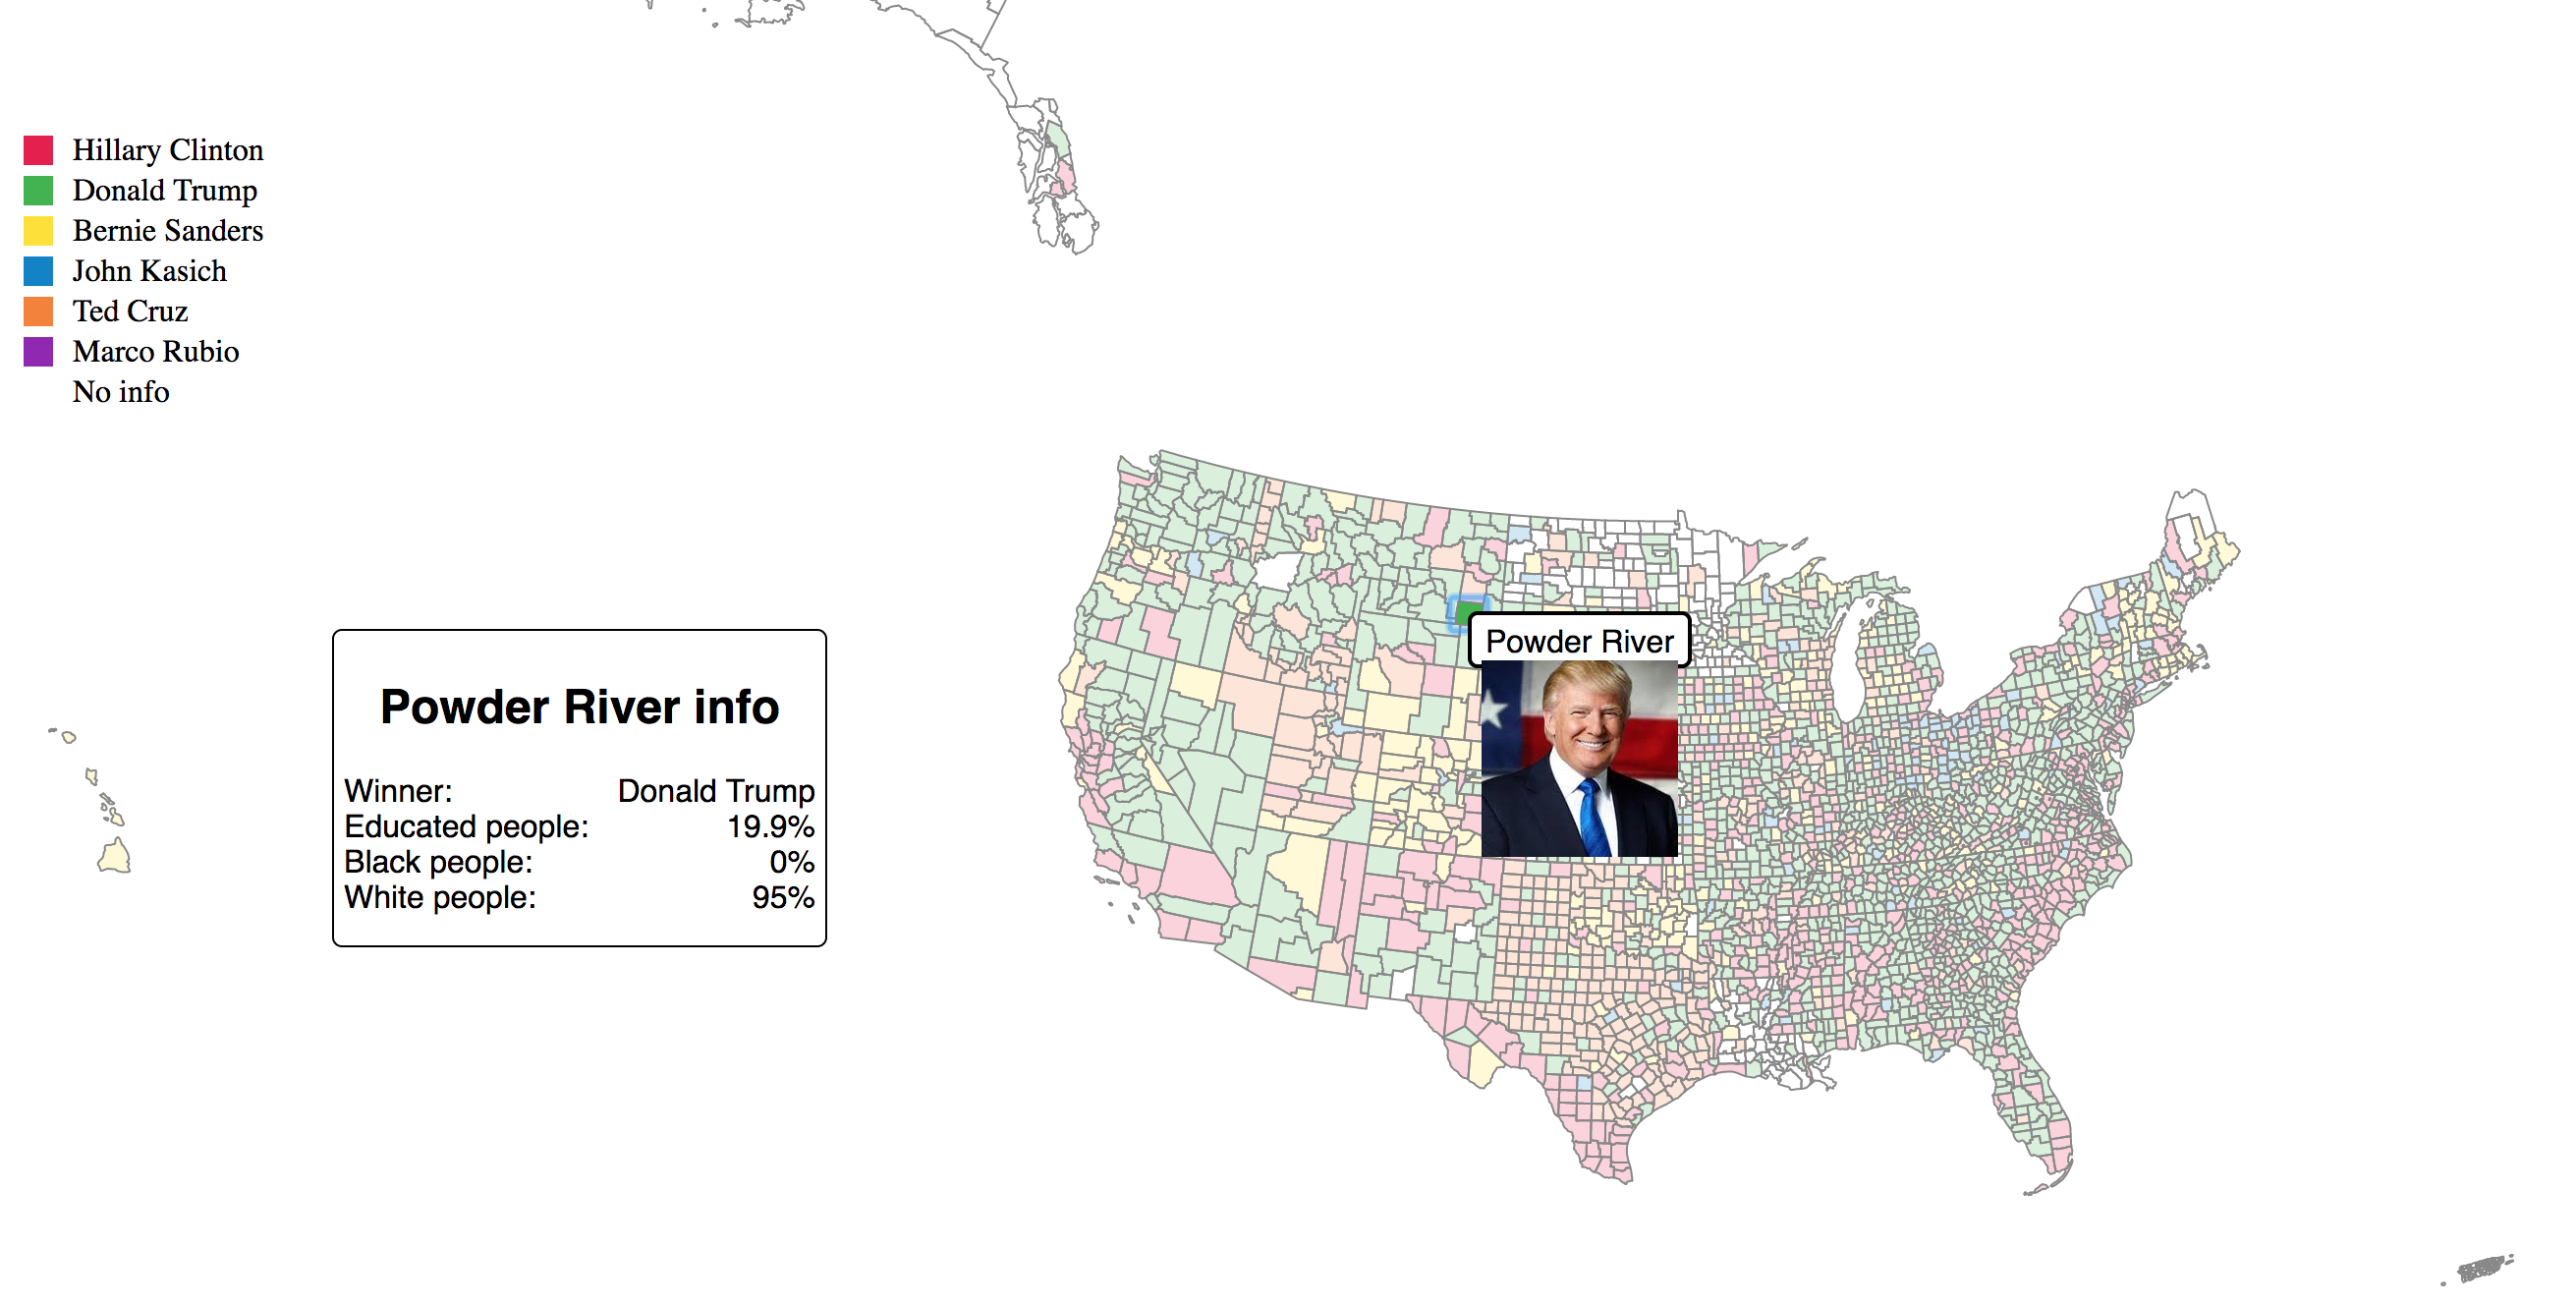 Hillary Clinton
Donald Trump
Bernie Sanders
John Kasich
Ted Cruz
Marco Rubio
No info
Powder River
Powder River info
Winner: Donald Trump
Educated people: 19.9%
Black people: 0%
White people: 95%